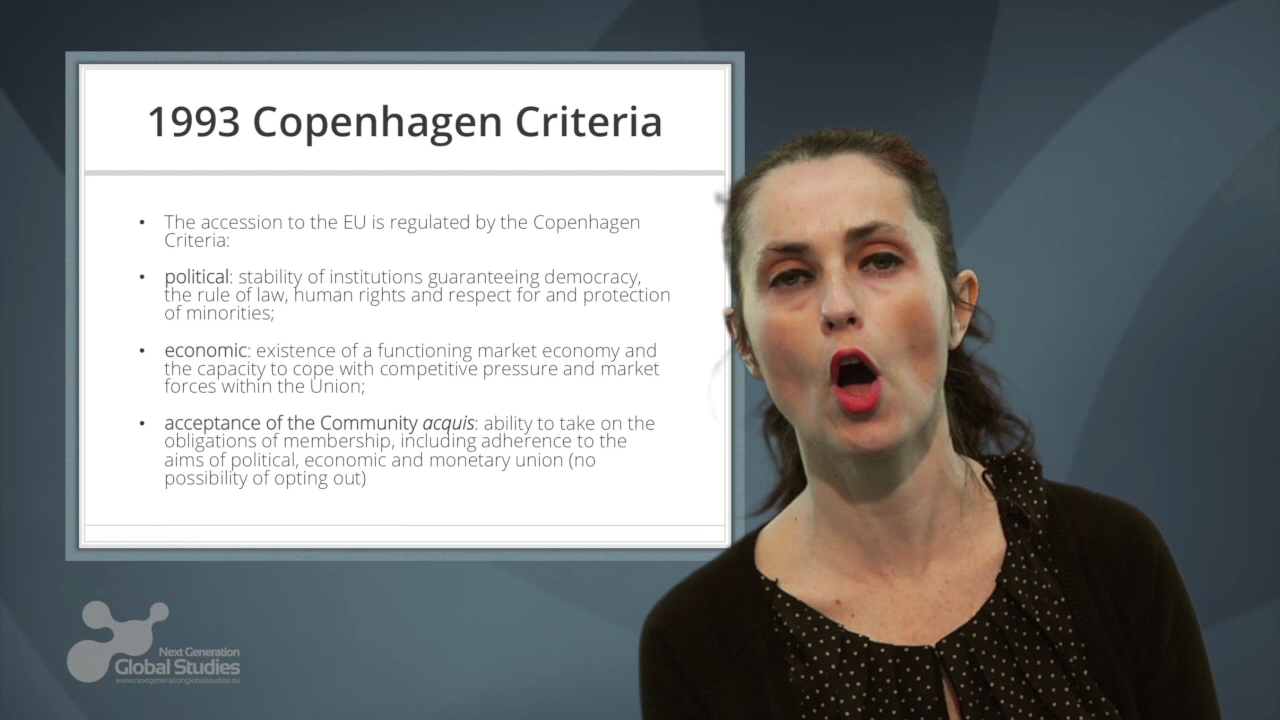 1993 Copenhagen Criteria
• The accession to the EU is regulated by the Copenhagen
Criteria:
• political: stability of institutions guaranteeing democracy,
the rule of law, human rights and respect for and protection
of minorities;
• economic: existence of a functioning market economy and
the capacity to cope with competitive pressure and market
forces within the Union;
• acceptance of the Community acquis: ability to take on the
obligations of membership, including adherence to the
aims of political, economic and monetary union (no
possibility of opting out)
Next Generation
Global Studies
www.nextgenerationglobalstudies.eu